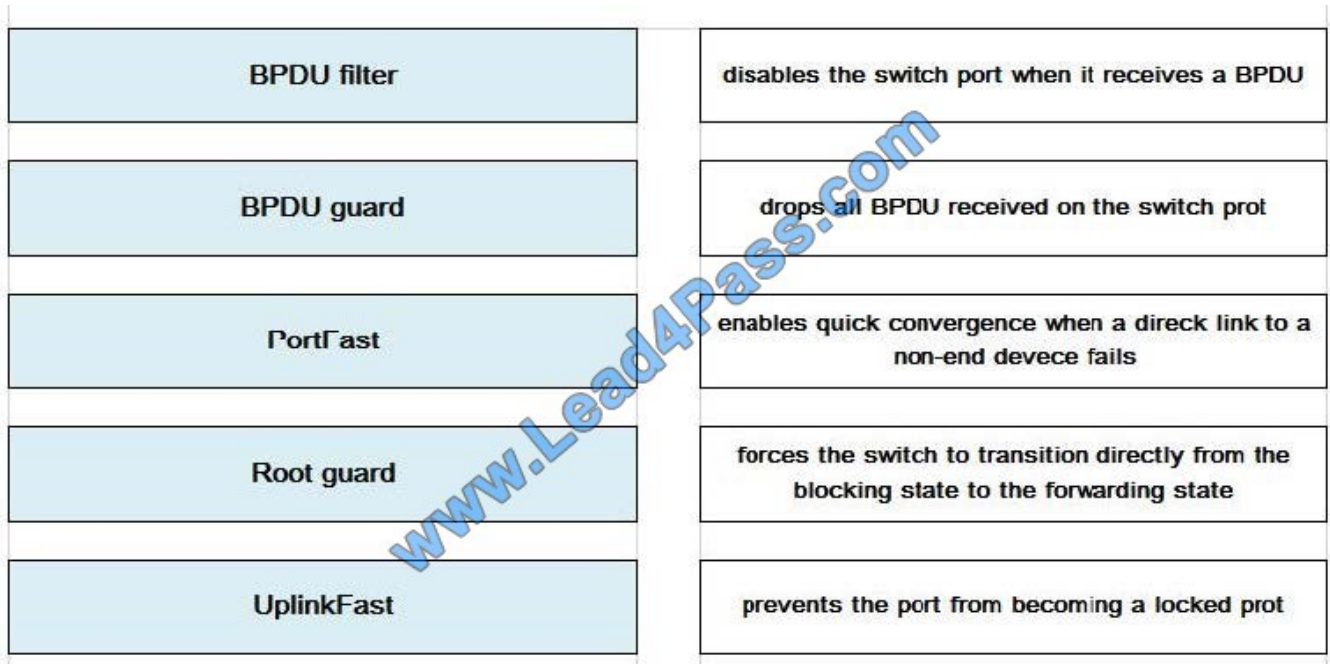 BPDU filter
disables the switch port when it receives a BPDU
BPDU guard
drops all BPDU received on the switch prot
PortFast
enables quick convergence when a direck link to a
non-end devece fails
Root guard
forces the switch to transition directly from the
blocking state to the forwarding state
UplinkFast
prevents the port from becoming a locked prot
www.Lead4Pass.com